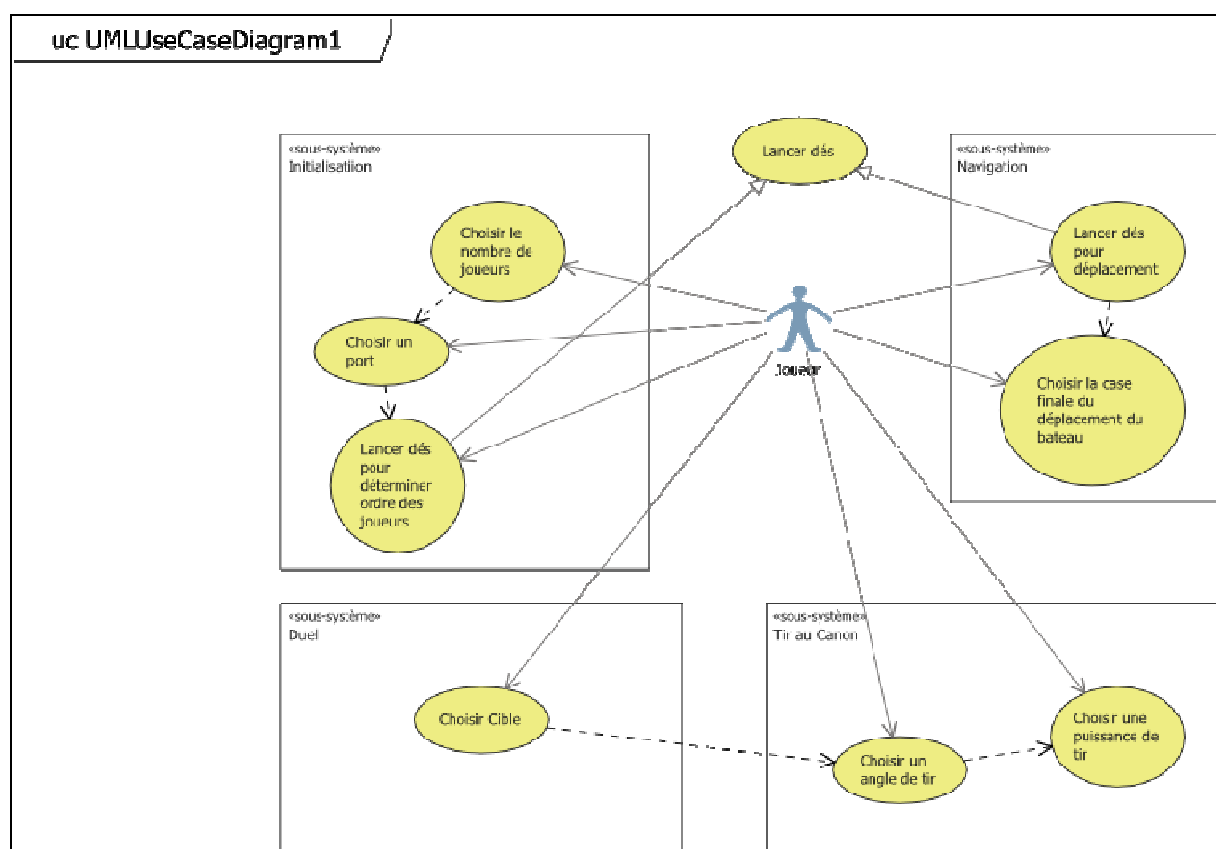 uc UMLUseCaseDiagram1
«sous-système»
Initialisatiion
Choisir le
nombre de
joueurs
Choisir un
port
Lancer dés
pour
déterminer
ordre des
joueurs
Lancer dés
Joueur
«sous-système»
Navigation
Lancer dés
pour
déplacement
Choisir la case
finale du
déplacement du
bateau
«sous-système»
Duel
Choisir Cible
«sous-système»
Tir au Canon
Choisir un
angle de tir
Choisir une
puissance de
tir